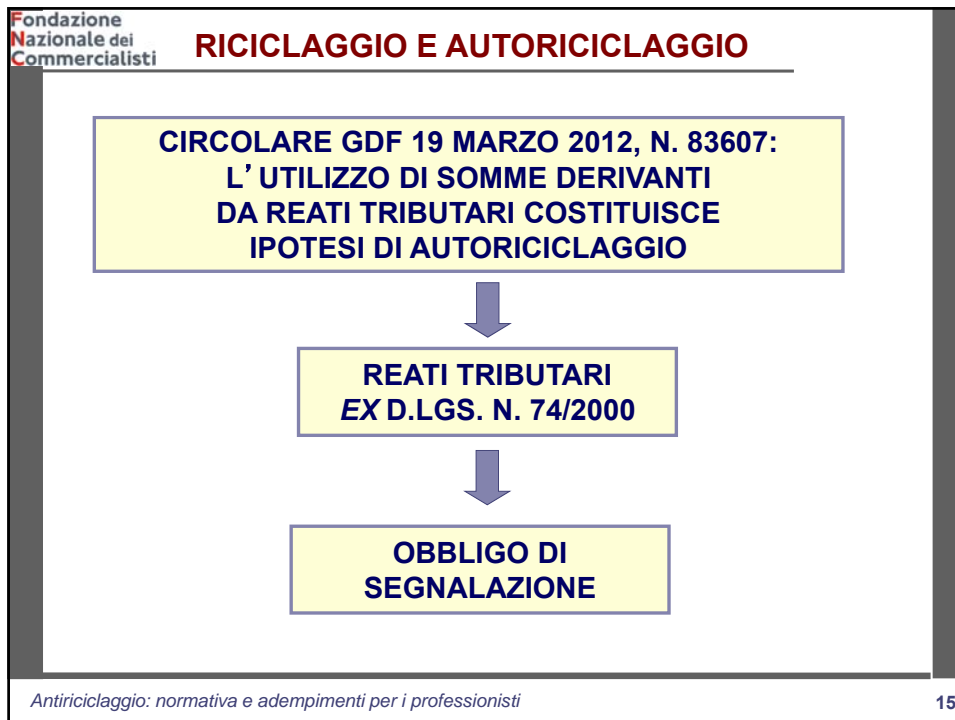 Fondazione
Nazionale dei
Commercialisti
RICICLAGGIO E AUTORICICLAGGIO
CIRCOLARE GDF 19 MARZO 2012, N. 83607:
L’ UTILIZZO DI SOMME DERIVANTI
DA REATI TRIBUTARI COSTITUISCE
IPOTESI DI AUTORICICLAGGIO
REATI TRIBUTARI
EX D.LGS. N. 74/2000
OBBLIGO DI
SEGNALAZIONE
Antiriciclaggio: normativa e adempimenti per i professionisti 15